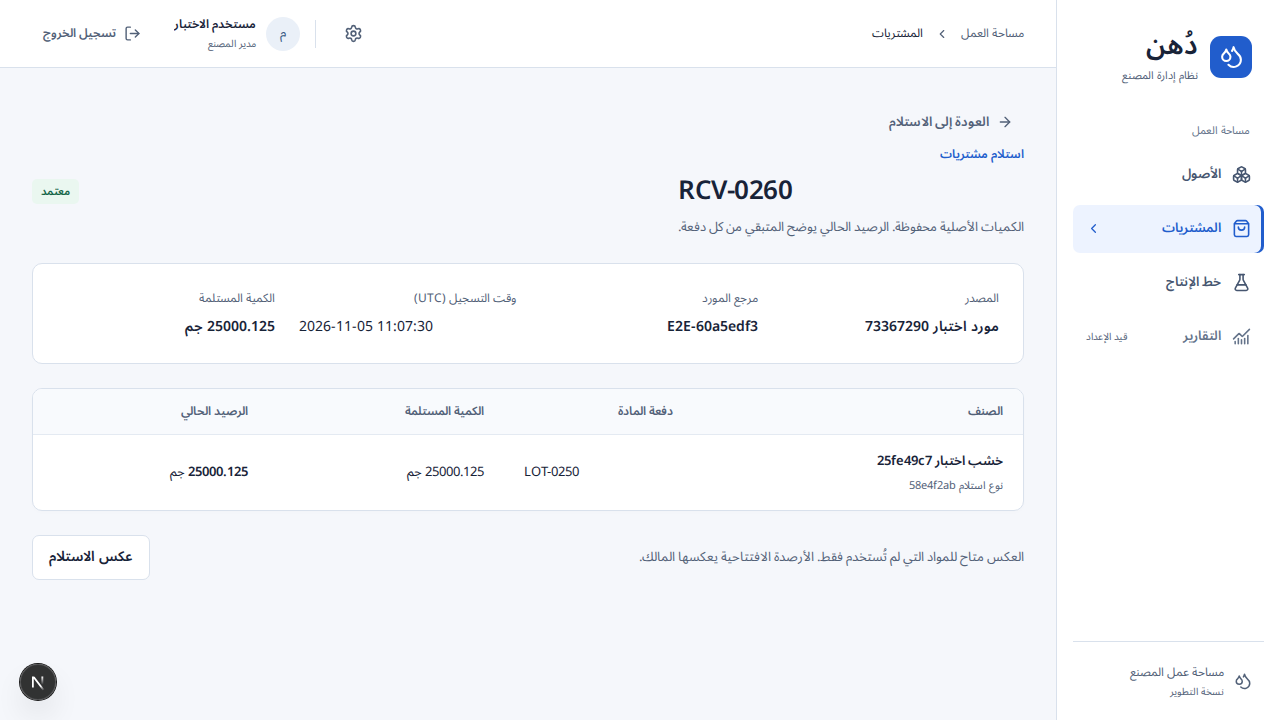 دُهن
نظام إدارة المصنع
مساحة العمل
الأصول
المشتريات
خط الإنتاج
التقارير
قيد الإعداد
مساحة عمل المصنع
نسخة التطوير
مساحة العمل
المشتريات
مستخدم الاختبار
مدير المصنع
م
تسجيل الخروج
العودة إلى الاستلام
استلام مشتريات
RCV-0260
معتمد
الكميات الأصلية محفوظة. الرصيد الحالي يوضح المتبقي من كل دفعة.
المصدر
مورد اختبار 73367290
مرجع المورد
E2E-60a5edf3
وقت التسجيل (UTC)
2026-11-05 11:07:30
الكمية المستلمة
25000.125 جم
الصنف دفعة المادة الكمية المستلمة الرصيد الحالي
خشب اختبار 25fe49c7 LOT-0250 25000.125 جم 25000.125 جم
نوع استلام 58e4f2ab
العكس متاح للمواد التي لم تُستخدم فقط. الأرصدة الافتتاحية يعكسها المالك.
عكس الاستلام
N